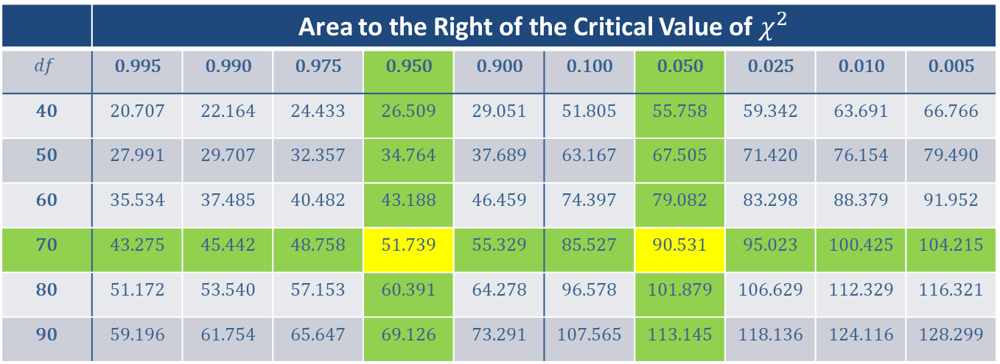 Area to the Right of the Critical Value of χ²
df 0.995 0.990 0.975 0.950 0.900 0.100 0.050 0.025 0.010 0.005
40 20.707 22.164 24.433 26.509 29.051 51.805 55.758 59.342 63.691 66.766
50 27.991 29.707 32.357 34.764 37.689 63.167 67.505 71.420 76.154 79.490
60 35.534 37.485 40.482 43.188 46.459 74.397 79.082 83.298 88.379 91.952
70 43.275 45.442 48.758 51.739 55.329 85.527 90.531 95.023 100.425 104.215
80 51.172 53.540 57.153 60.391 64.278 96.578 101.879 106.629 112.329 116.321
90 59.196 61.754 65.647 69.126 73.291 107.565 113.145 118.136 124.116 128.299